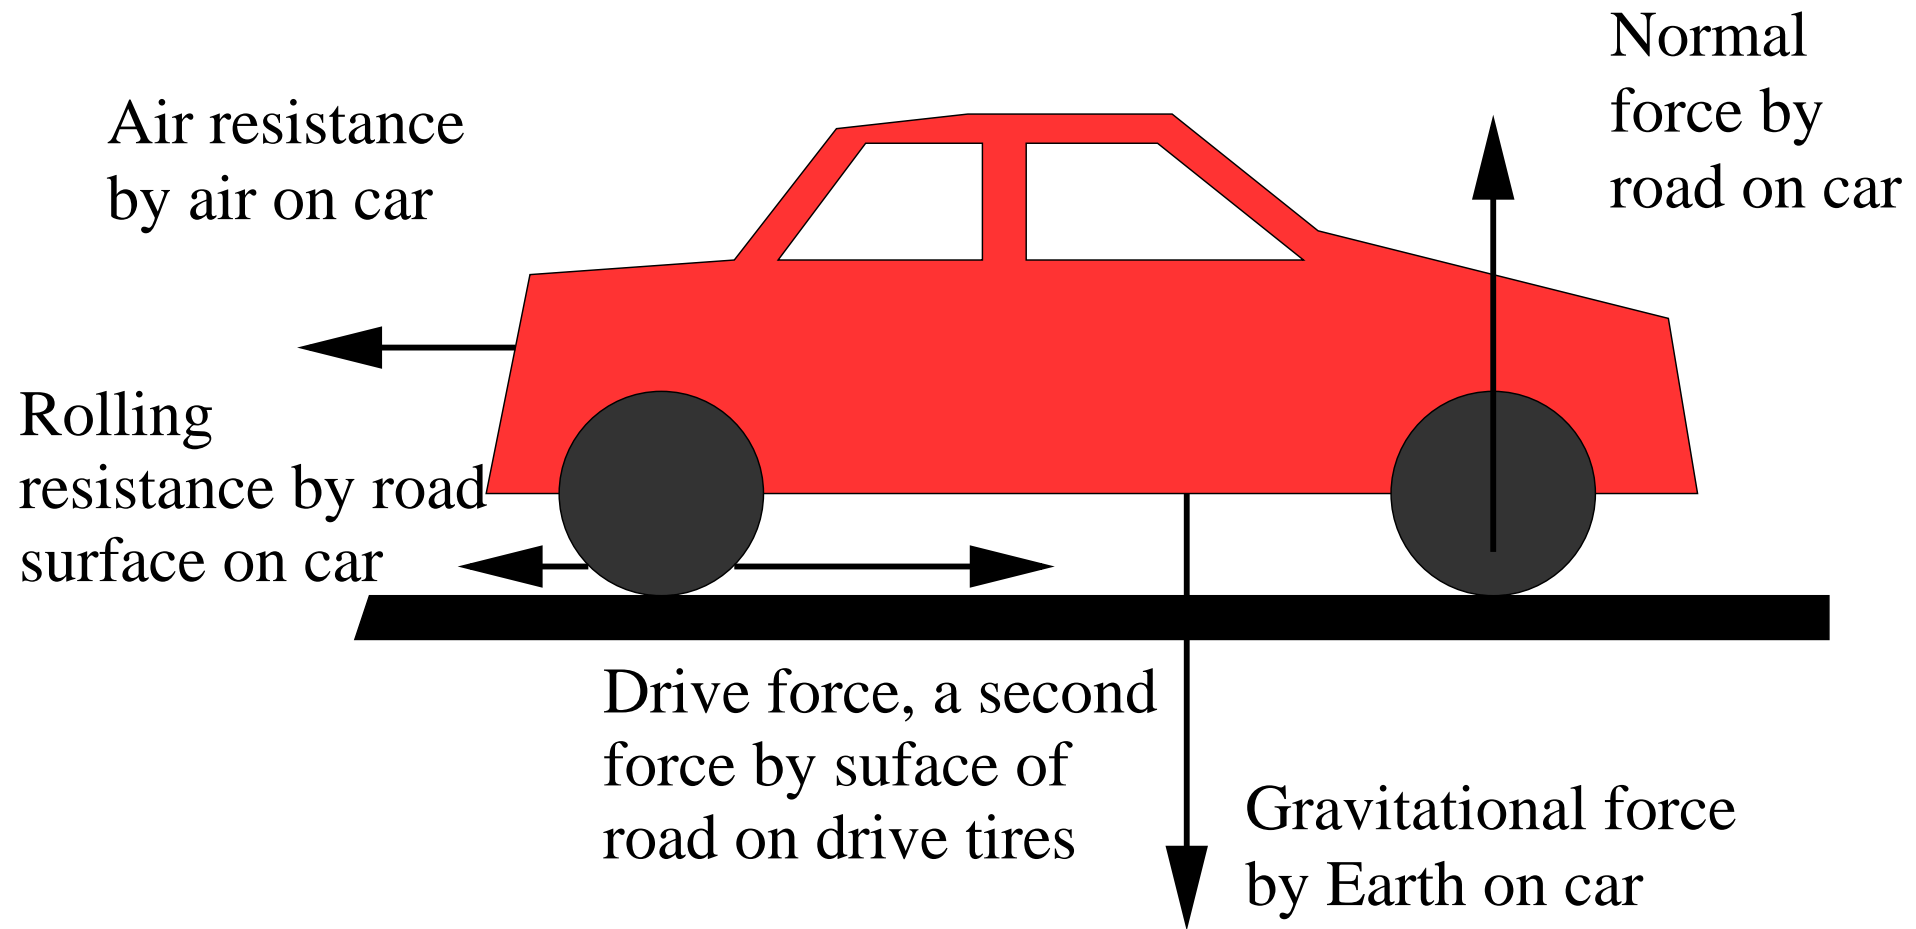 Air resistance
by air on car
Normal
force by
road on car
Rolling
resistance by road
surface on car
Drive force, a second
force by suface of
road on drive tires
Gravitational force
by Earth on car